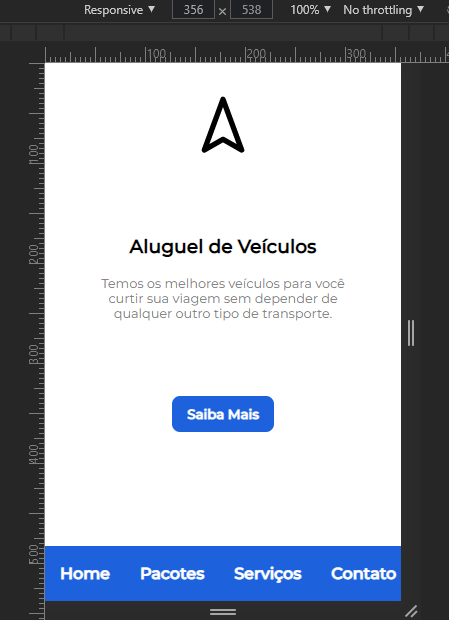 Responsive ▼ 356 × 538 100% ▼ No throttling ▼
100 200 300
100
200
300
400
500
Aluguel de Veículos
Temos os melhores veículos para você
curtir sua viagem sem depender de
qualquer outro tipo de transporte.
Saiba Mais
Home Pacotes Serviços Contato